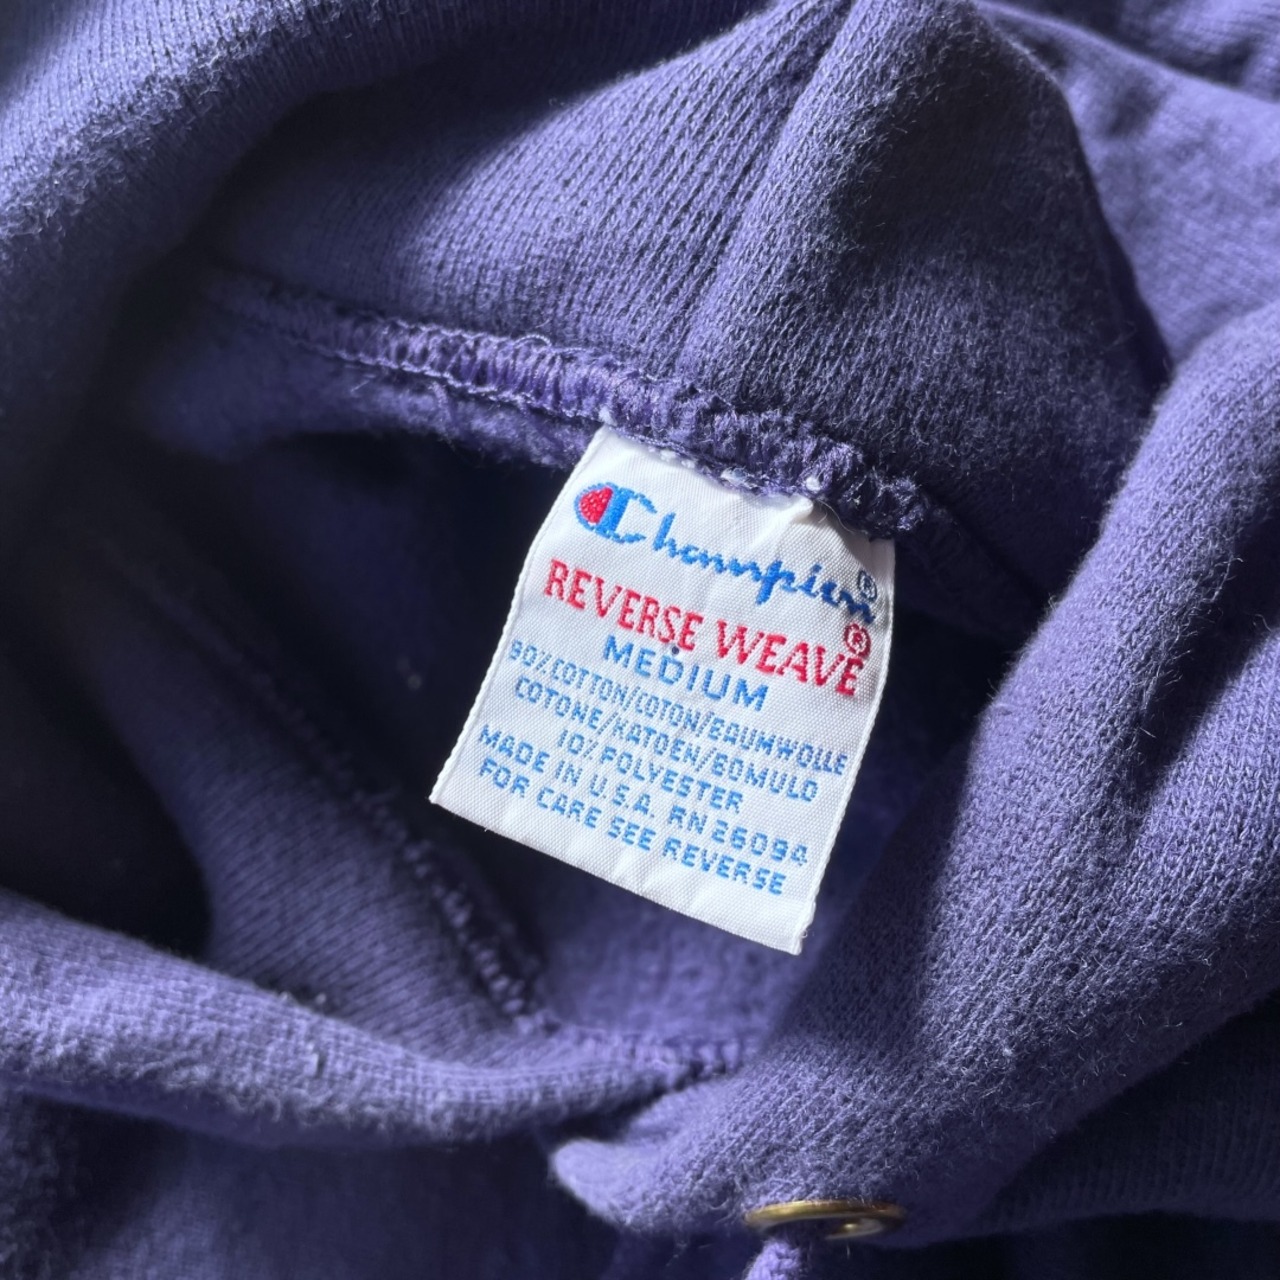 Champion®
REVERSE WEAVE®
MEDIUM
90% COTTON/COTON/BAUMWOLLE
COTONE/KATOEN/BOMULD
10% POLYESTER
MADE IN U.S.A. RN 26094
FOR CARE SEE REVERSE